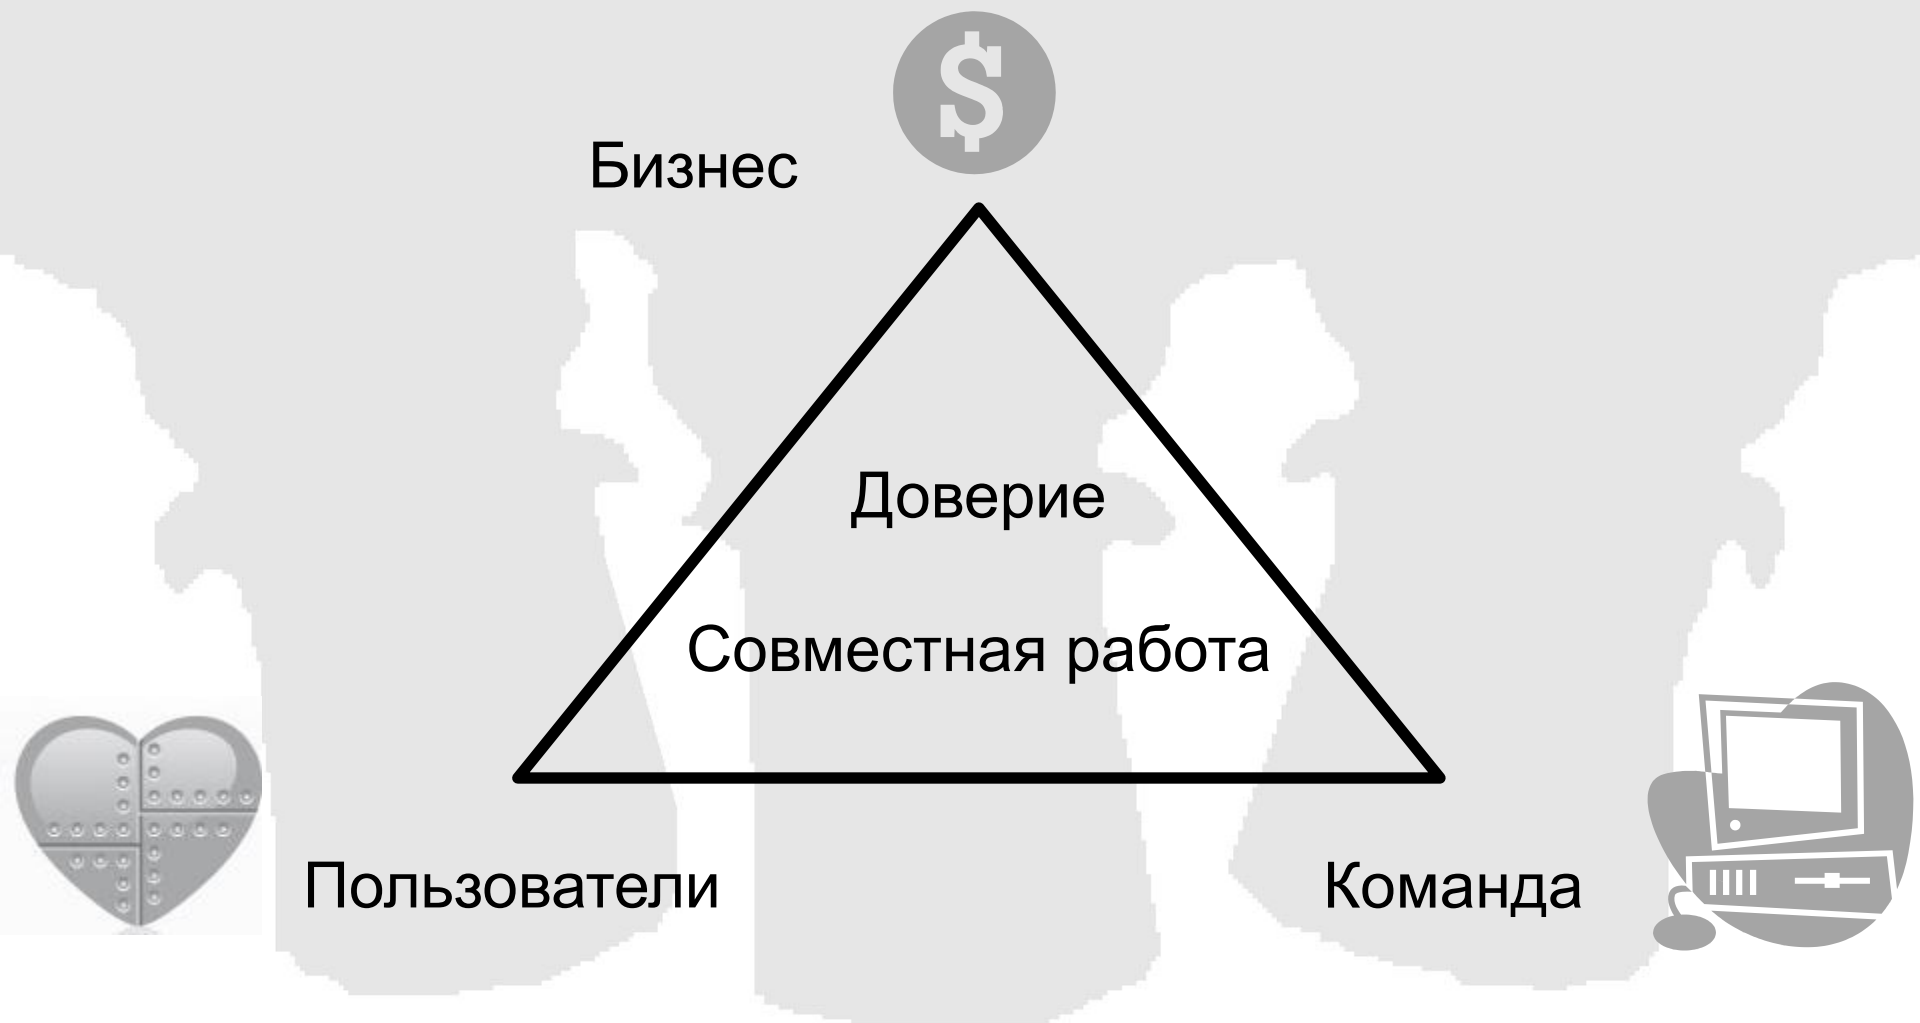 Бизнес
Доверие
Совместная работа
Пользователи
Команда